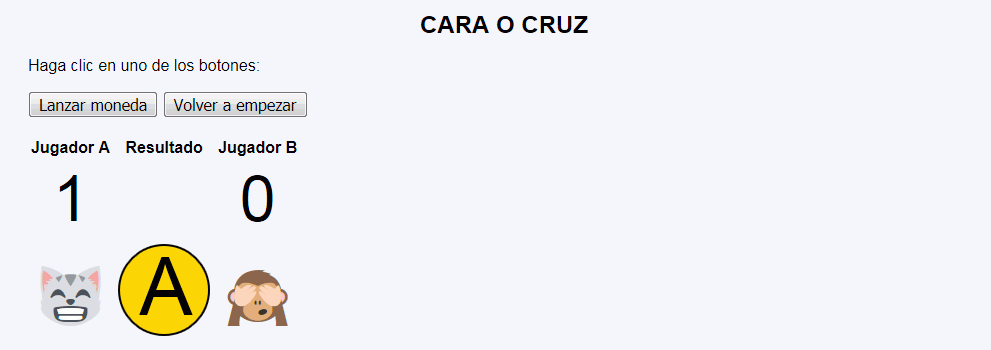 CARA O CRUZ
Haga clic en uno de los botones:
Lanzar moneda Volver a empezar
Jugador A Resultado Jugador B
1 0
A